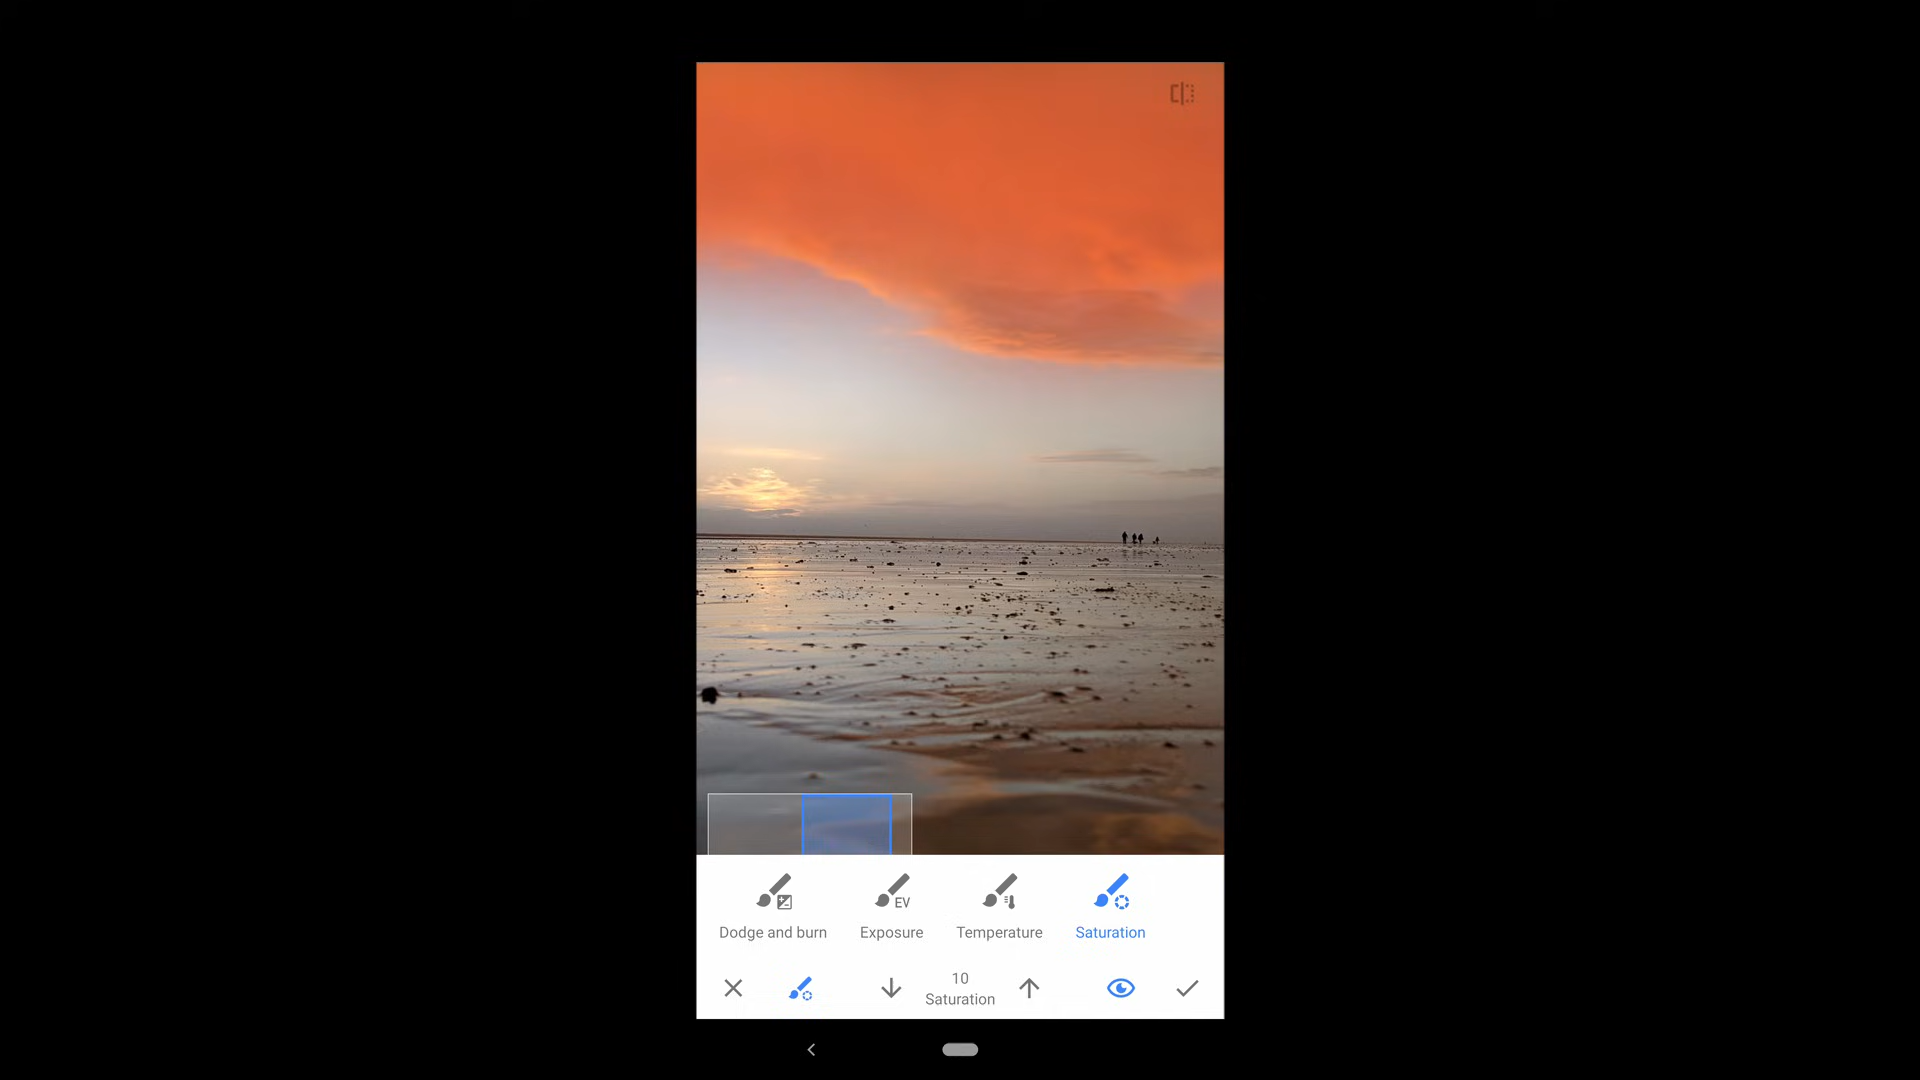 EV
Dodge and burn
Exposure
Temperature
Saturation
10
Saturation